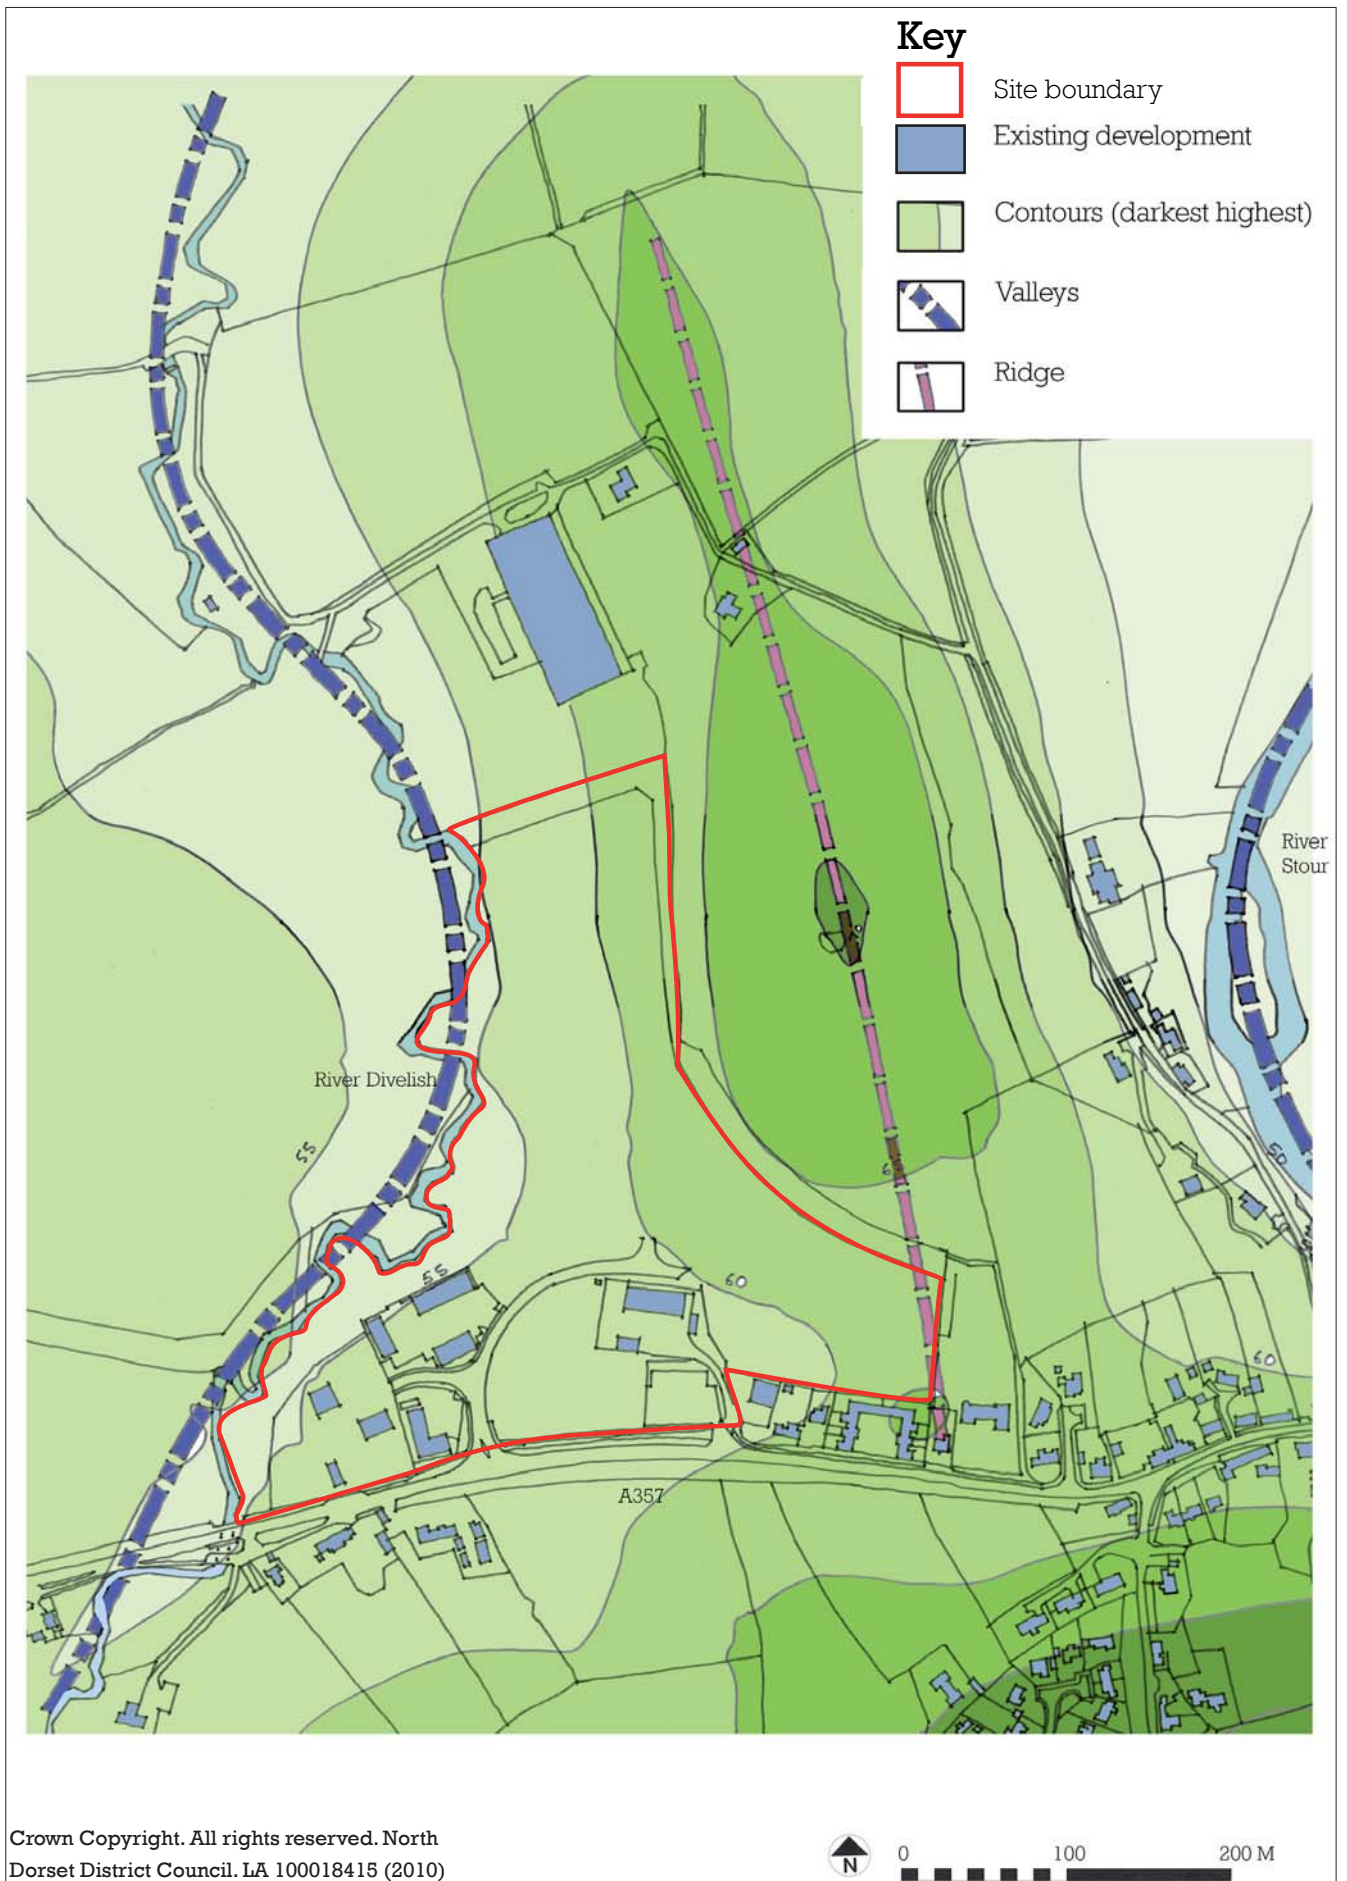 Key
Site boundary
Existing development
Contours (darkest highest)
Valleys
Ridge
River
Stour
River Divelish
55
50
55
60
60
A357
Crown Copyright. All rights reserved. North
Dorset District Council. LA 100018415 (2010)
N
0 100 200 M